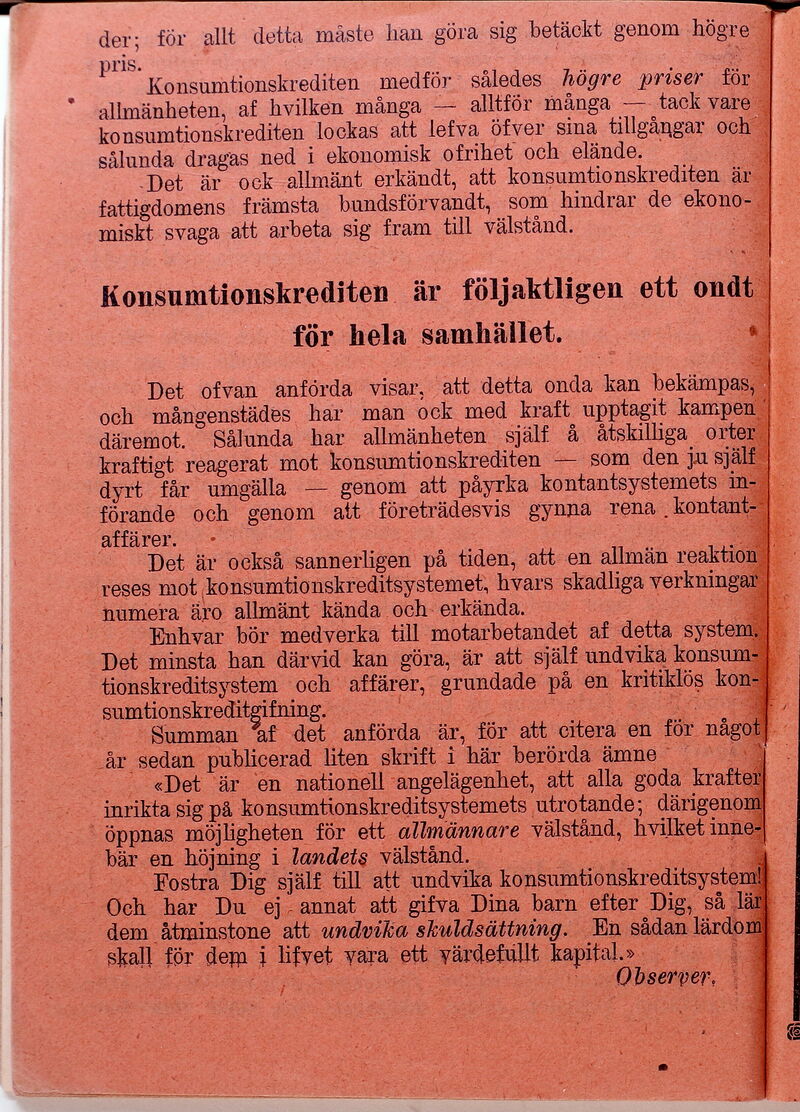 der; för allt detta måste han göra sig betäckt genom högre
pris.
Konsumtionskrediten medför således högre priser för
allmänheten, af hvilken många — alltför många — tack vare
konsumtionskrediten lockas att lefva öfver sina tillgångar och
sålunda dragas ned i ekonomisk ofrihet och elände.
Det är ock allmänt erkändt, att konsumtionskrediten är
fattigdomens främsta bundsförvandt, som hindrar de ekono-
miskt svaga att arbeta sig fram till välstånd.
Konsumtionskrediten är följaktligen ett ondt
för hela samhället.
Det ofvan anförda visar, att detta onda kan bekämpas,
och mångenstädes har man ock med kraft upptagit kampen
däremot. Sålunda har allmänheten själf å åtskilliga orter
kraftigt reagerat mot konsumtionskrediten — som den ju själf
dyrt får umgälla — genom att påyrka kontantsystemets in-
förande och genom att företrädesvis gynna rena kontant-
affärer.
Det är också sannerligen på tiden, att en allmän reaktion
reses mot konsumtionskreditsystemet, hvars skadliga verkningar
numera äro allmänt kända och erkända.
Enhvar bör medverka till motarbetandet af detta system.
Det minsta han därvid kan göra, är att själf undvika konsum-
tionskreditsystem och affärer, grundade på en kritiklös kon-
sumtionskreditgifning.
Summan af det anförda är, för att citera en för något
år sedan publicerad liten skrift i här berörda ämne
«Det är en nationell angelägenhet, att alla goda krafter
inrikta sig på konsumtionskreditsystemets utrotande; därigenom
öppnas möjligheten för ett allmännare välstånd, hvilket inne-
bär en höjning i landets välstånd.
Fostra Dig själf till att undvika konsumtionskreditsystem!
Och har Du ej annat att gifva Dina barn efter Dig, så lär
dem åtminstone att undvika skuldsättning. En sådan lärdom
skall för dem i lifvet vara ett värdefullt kapital.»
Observer.